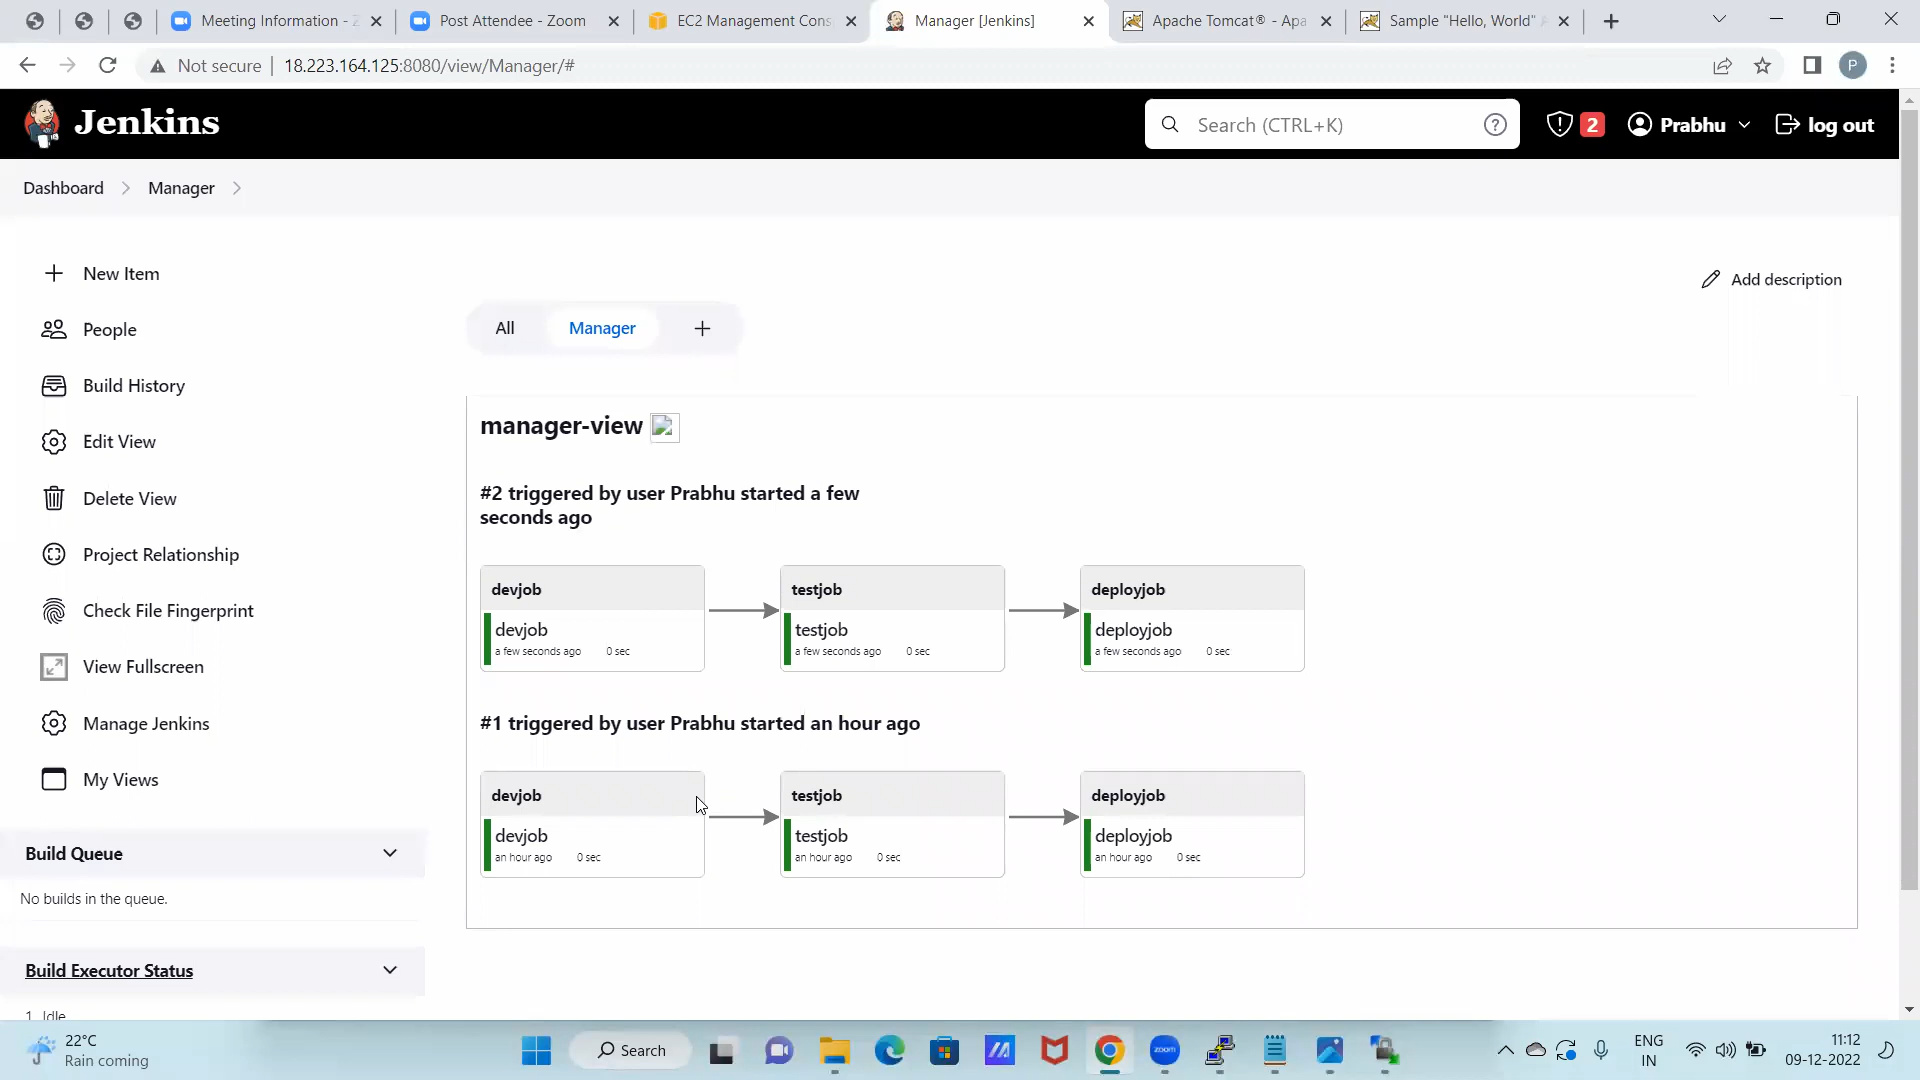 Meeting Information - Z
Post Attendee - Zoom
EC2 Management Cons
Manager [Jenkins]
Apache Tomcat® - Apa
Sample "Hello, World" A
Not secure
18.223.164.125:8080/view/Manager/#
P
Jenkins
Search (CTRL+K)
2
Prabhu
log out
Dashboard
Manager
New Item
People
Build History
Edit View
Delete View
Project Relationship
Check File Fingerprint
View Fullscreen
Manage Jenkins
My Views
Build Queue
No builds in the queue.
Build Executor Status
1 Idle
Add description
All
Manager
manager-view
#2 triggered by user Prabhu started a few
seconds ago
devjob
devjob
a few seconds ago 0 sec
testjob
testjob
a few seconds ago 0 sec
deployjob
deployjob
a few seconds ago 0 sec
#1 triggered by user Prabhu started an hour ago
devjob
devjob
an hour ago 0 sec
testjob
testjob
an hour ago 0 sec
deployjob
deployjob
an hour ago 0 sec
22°C
Rain coming
Search
zoom
ENG
IN
11:12
09-12-2022